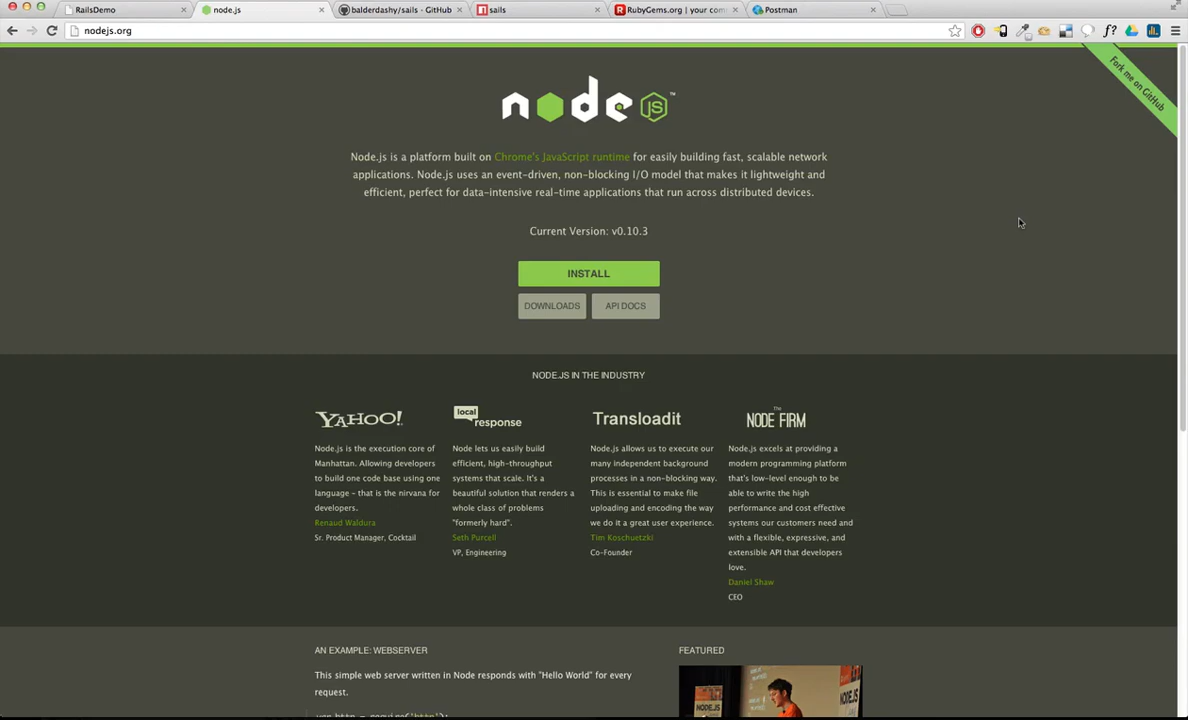 RailsDemo
node.js
balderdashy/sails · GitHub
sails
RubyGems.org | your com
Postman
nodejs.org
f?
Fork me on GitHub
node JS ™
Node.js is a platform built on Chrome's JavaScript runtime for easily building fast, scalable network
applications. Node.js uses an event-driven, non-blocking I/O model that makes it lightweight and
efficient, perfect for data-intensive real-time applications that run across distributed devices.
Current Version: v0.10.3
INSTALL
DOWNLOADS
API DOCS
NODE.JS IN THE INDUSTRY
YAHOO!
Node.js is the execution core of
Manhattan. Allowing developers
to build one code base using one
language – that is the nirvana for
developers.
Renaud Waldura
Sr. Product Manager, Cocktail
local
response
Node lets us easily build
efficient, high-throughput
systems that scale. It's a
beautiful solution that renders a
whole class of problems
"formerly hard".
Seth Purcell
VP, Engineering
Transloadit
Node.js allows us to execute our
many independent background
processes in a non-blocking way.
This is essential to make file
uploading and encoding the way
we do it a great user experience.
Tim Koschuetzki
Co-Founder
THE
NODE FIRM
Node.js excels at providing a
modern programming platform
that's low-level enough to be
able to write the high
performance and cost effective
systems our customers need and
with a flexible, expressive, and
extensible API that developers
love.
Daniel Shaw
CEO
AN EXAMPLE: WEBSERVER
This simple web server written in Node responds with "Hello World" for every
request.
var http = require('http');
FEATURED
NODE.JS
NODE.JS